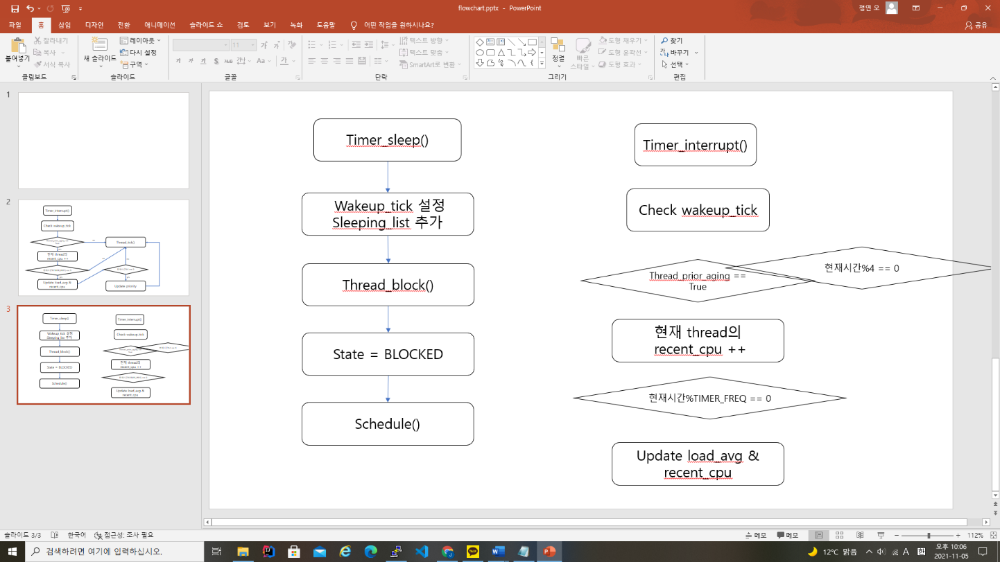 flowchart.pptx - PowerPoint
정연 오
파일 홈 삽입 디자인 전환 애니메이션 슬라이드 쇼 검토 보기 녹화 도움말 어떤 작업을 원하시나요? 공유
붙여넣기
잘라내기
복사
서식 복사
클립보드
새 슬라이드
레이아웃
다시 설정
구역
슬라이드
11
가 가 가 S 가나 간 Aa 가
글꼴
텍스트 방향
텍스트 맞춤
SmartArt로 변환
단락
정렬
빠른
스타일
도형 채우기
도형 윤곽선
도형 효과
그리기
찾기
바꾸기
선택
편집
1
2
Timer_interrupt()
Check wakeup_tick
Thread_prior_aging ==
True
Thread_tick()
현재 thread의
recent_cpu ++
Update load_avg &
recent_cpu
Update priority
3
Timer_sleep()
Wakeup_tick 설정
Sleeping_list 추가
Thread_block()
State = BLOCKED
Schedule()
Timer_interrupt()
Check wakeup_tick
현재 thread의
recent_cpu ++
Update load_avg &
recent_cpu
Timer_sleep()
Wakeup_tick 설정
Sleeping_list 추가
Thread_block()
State = BLOCKED
Schedule()
Timer_interrupt()
Check wakeup_tick
현재시간%4 == 0
Thread_prior_aging ==
True
현재 thread의
recent_cpu ++
현재시간%TIMER_FREQ == 0
Update load_avg &
recent_cpu
슬라이드 3/3 한국어 접근성: 조사 필요 메모 메모 112%
검색하려면 여기에 입력하십시오.
12°C 맑음 A 한 오후 10:06
2021-11-05